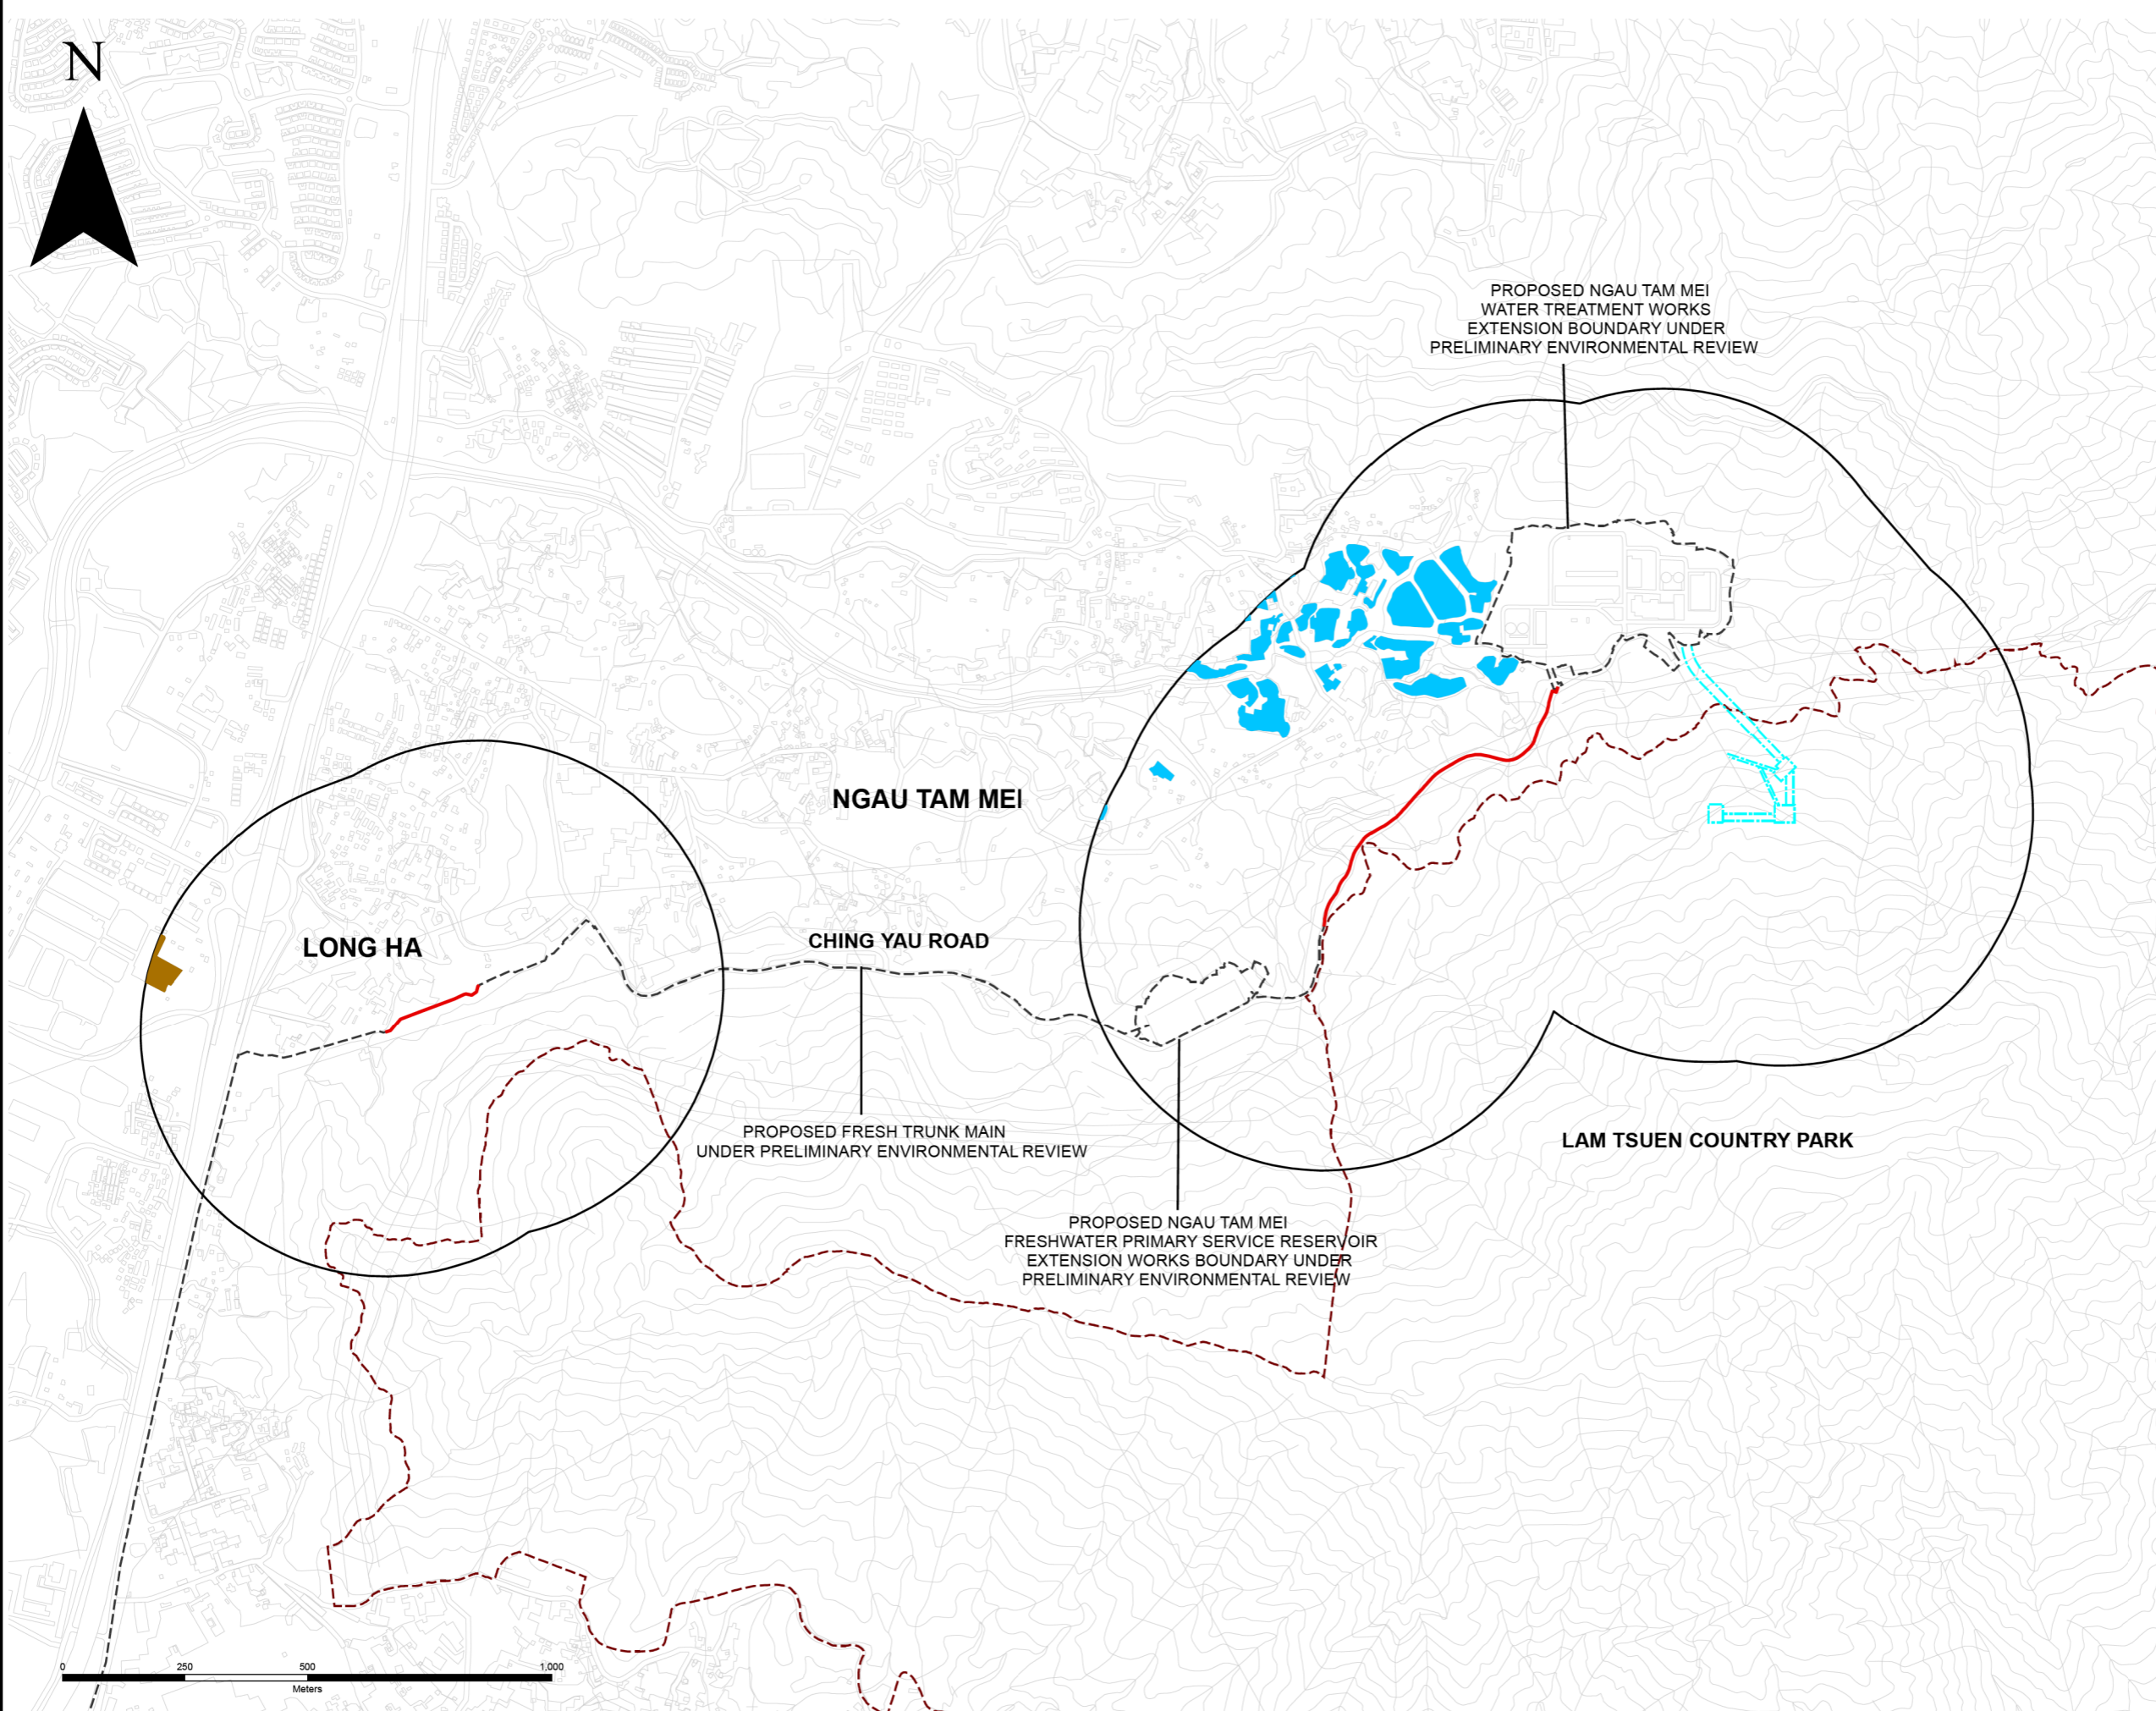 N
PROPOSED NGAU TAM MEI
WATER TREATMENT WORKS
EXTENSION BOUNDARY UNDER
PRELIMINARY ENVIRONMENTAL REVIEW
NGAU TAM MEI
LONG HA
CHING YAU ROAD
PROPOSED FRESH TRUNK MAIN
UNDER PRELIMINARY ENVIRONMENTAL REVIEW
LAM TSUEN COUNTRY PARK
PROPOSED NGAU TAM MEI
FRESHWATER PRIMARY SERVICE RESERVOIR
EXTENSION WORKS BOUNDARY UNDER
PRELIMINARY ENVIRONMENTAL REVIEW
0 250 500 1,000
Meters